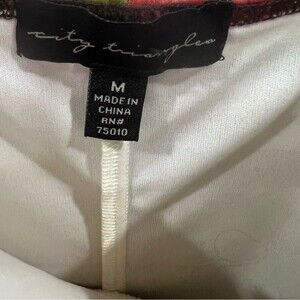 city triangles
M
MADE IN
CHINA
RN#
75010